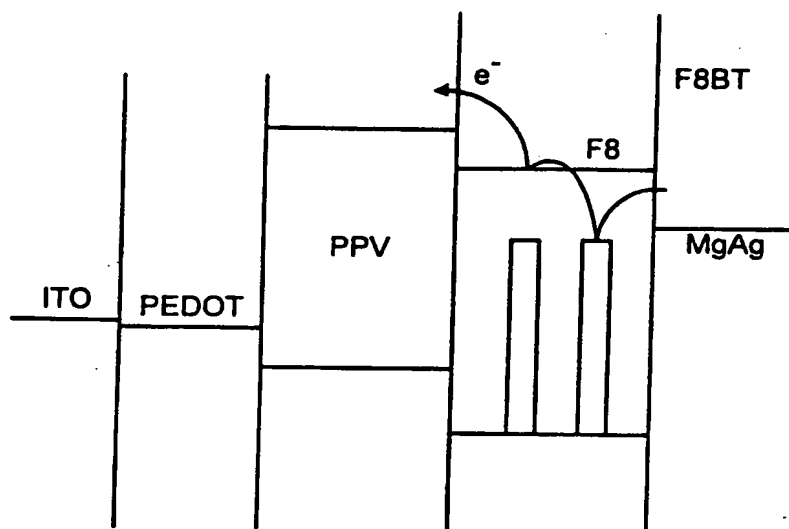 e-
F8BT
F8
PPV
MgAg
ITO
PEDOT